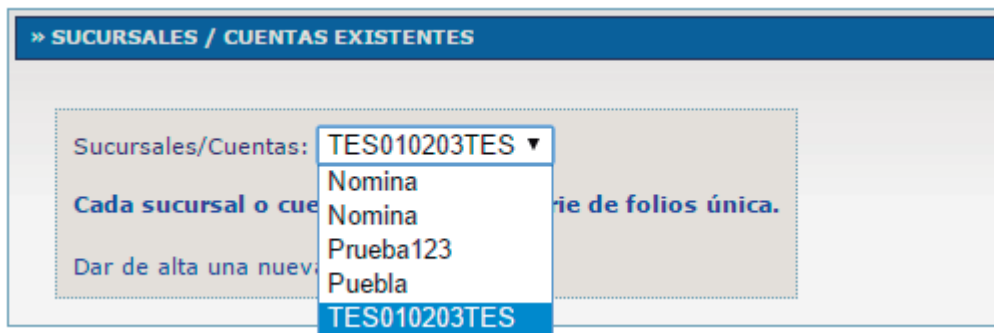 » SUCURSALES / CUENTAS EXISTENTES
Sucursales/Cuentas: TES010203TES ▼
Nomina
Cada sucursal o cue rie de folios única.
Nomina
Prueba123
Dar de alta una nueva
Puebla
TES010203TES